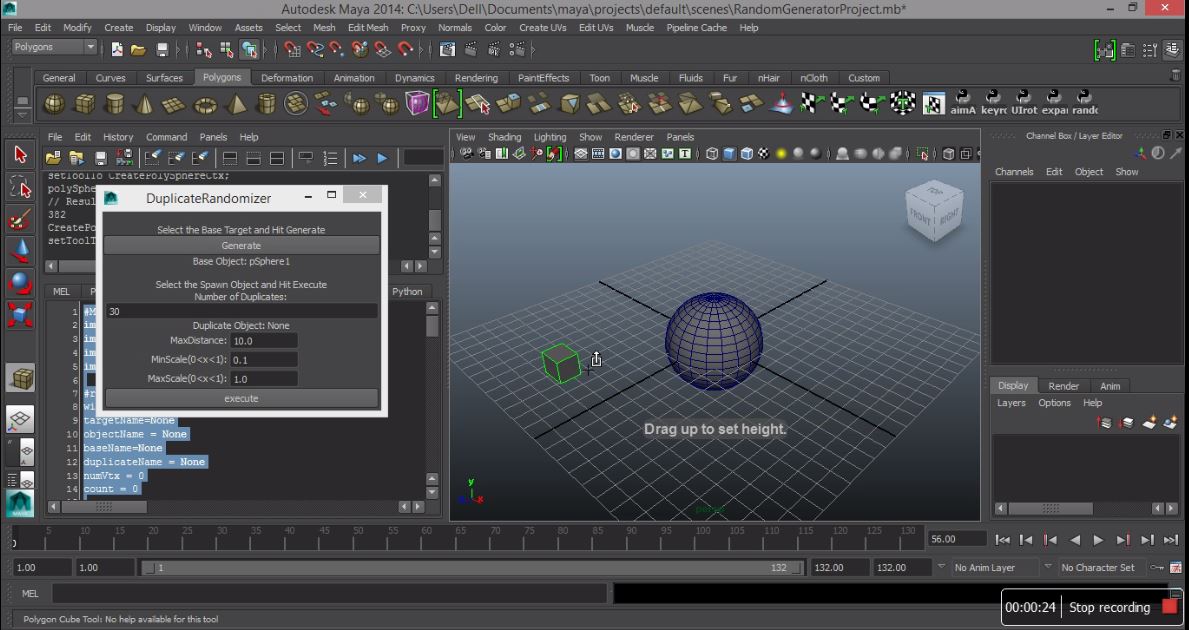 Autodesk Maya 2014: C:\Users\Dell\Documents\maya\projects\default\scenes\RandomGeneratorProject.mb*
File Edit Modify Create Display Window Assets Select Mesh Edit Mesh Proxy Normals Color Create UVs Edit UVs Muscle Pipeline Cache Help
Polygons
General Curves Surfaces Polygons Deformation Animation Dynamics Rendering PaintEffects Toon Muscle Fluids Fur nHair nCloth Custom
aimA keyrc UIrot expai randc
File Edit History Command Panels Help
View Shading Lighting Show Renderer Panels
Channel Box / Layer Editor
Channels Edit Object Show
polySphe
// Resul
382
CreatePo
setToolT
DuplicateRandomizer
Select the Base Target and Hit Generate
Generate
Base Object: pSphere1
Select the Spawn Object and Hit Execute
Number of Duplicates:
30
Duplicate Object: None
MaxDistance: 10.0
MinScale(0<x<1): 0.1
MaxScale(0<x<1): 1.0
execute
MEL P Python
1 #M
2 im
3 im
4 im
5 im
6
7 #r
8 wi
9 targetName=None
10 objectName = None
11 baseName=None
12 duplicateName = None
13 numVtx = 0
14 count = 0
TOP
FRONT RIGHT
Drag up to set height.
y
x
persp
Display Render Anim
Layers Options Help
5 10 15 20 25 30 35 40 45 50 55 60 65 70 75 80 85 90 95 100 105 110 115 120 125 130
56.00
1.00 1.00 1 132 132.00 132.00 No Anim Layer No Character Set
MEL
00:00:24 Stop recording
Polygon Cube Tool: No help available for this tool